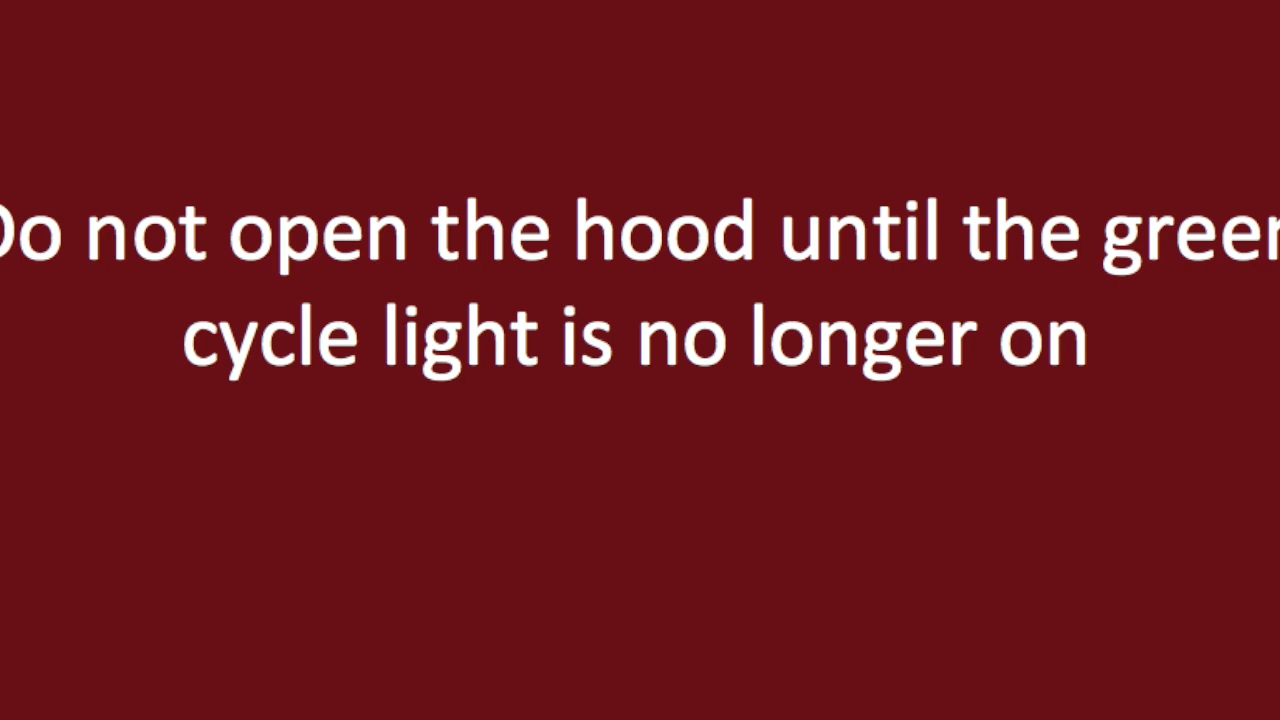 Do not open the hood until the green
cycle light is no longer on